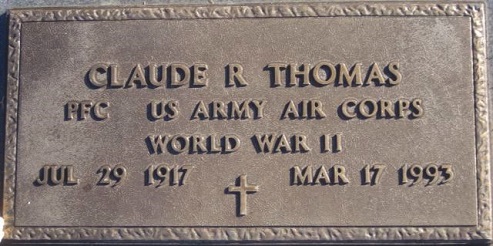 CLAUDE R THOMAS
PFC US ARMY AIR CORPS
WORLD WAR II
JUL 29 1917 MAR 17 1993